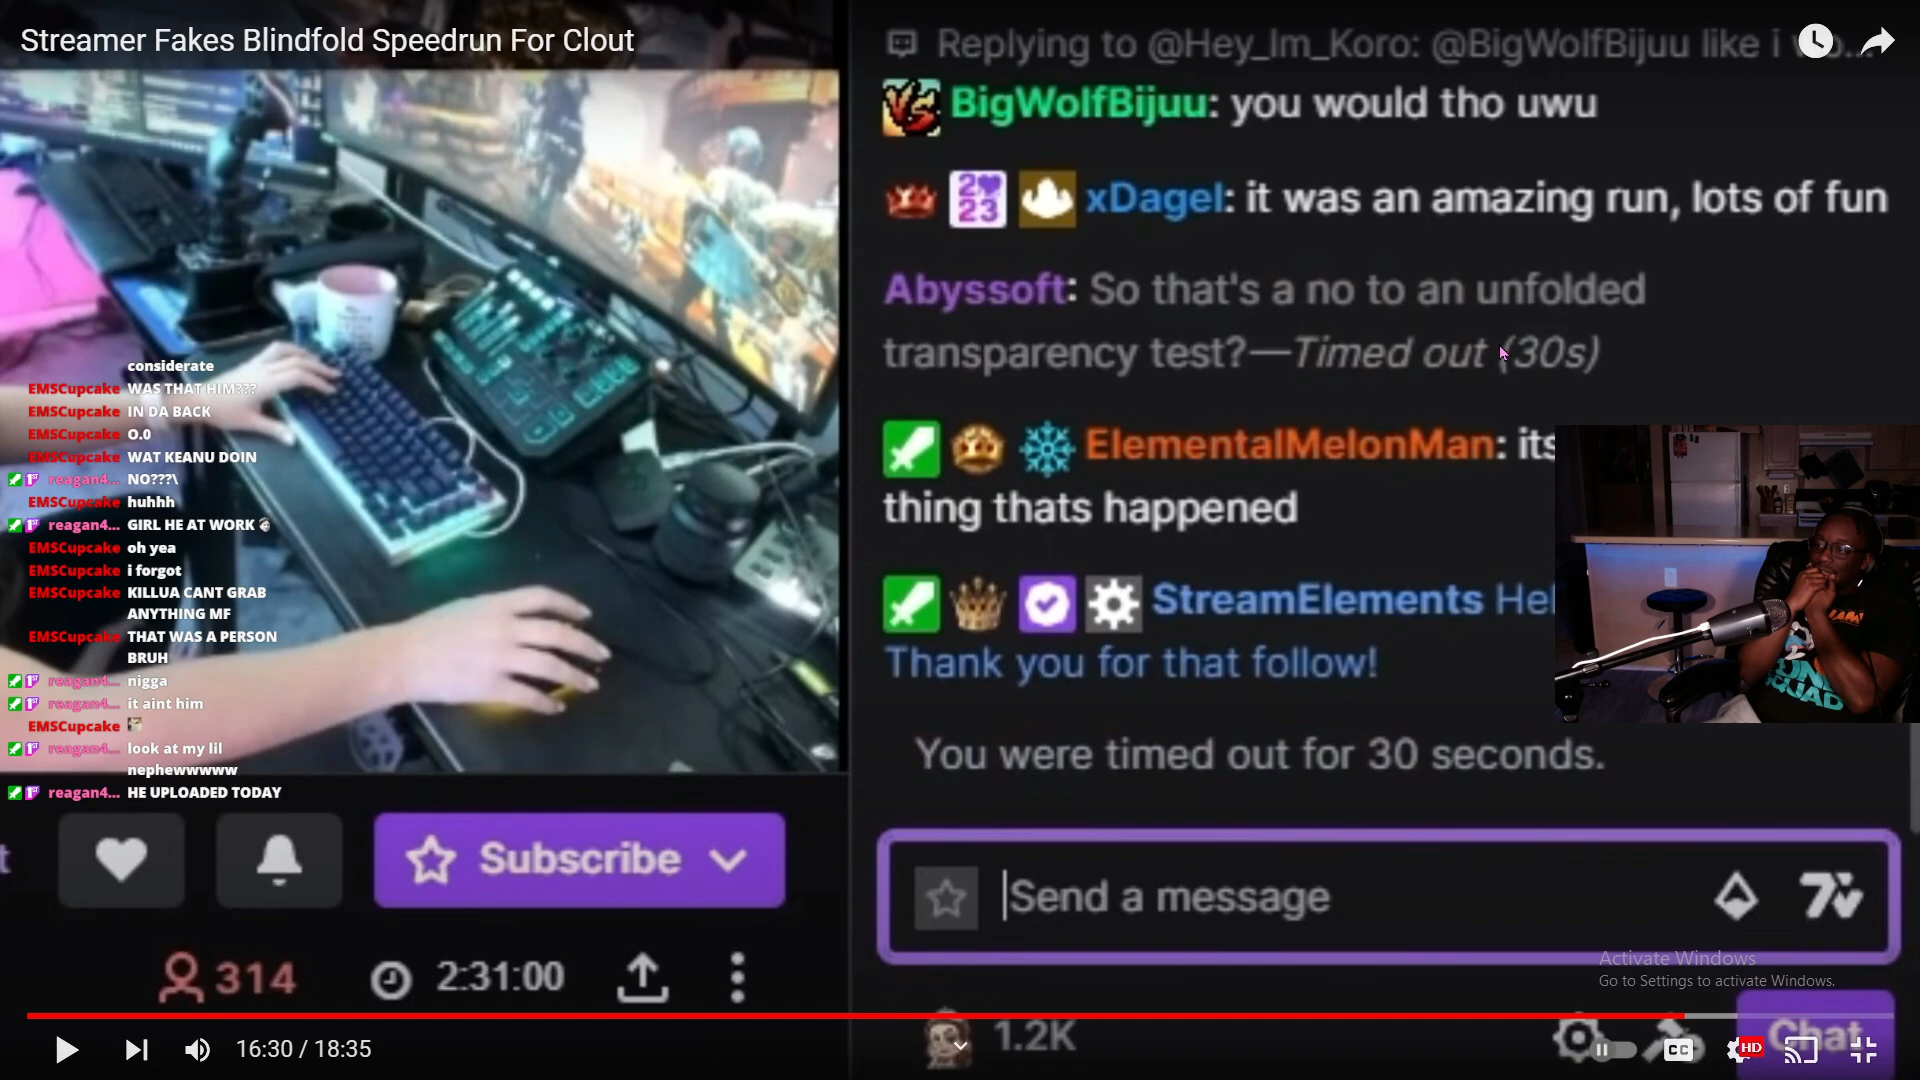 Streamer Fakes Blindfold Speedrun For Clout
Replying to @Hey_Im_Koro: @BigWolfBijuu like i
BigWolfBijuu: you would tho uwu
xDagel: it was an amazing run, lots of fun
Abyssoft: So that's a no to an unfolded
transparency test?—Timed out (30s)
ElementalMelonMan: its
thing thats happened
StreamElements Hel
Thank you for that follow!
You were timed out for 30 seconds.
Send a message
1.2K
Chat
considerate
EMSCupcake WAS THAT HIM???
EMSCupcake IN DA BACK
EMSCupcake O.0
EMSCupcake WAT KEANU DOIN
reagan4... NO???\
EMSCupcake huhhh
reagan4... GIRL HE AT WORK
EMSCupcake oh yea
EMSCupcake i forgot
EMSCupcake KILLUA CANT GRAB
ANYTHING MF
EMSCupcake THAT WAS A PERSON
BRUH
reagan4... nigga
reagan4... it aint him
EMSCupcake
reagan4... look at my lil
nephewwwww
reagan4... HE UPLOADED TODAY
Subscribe
314
2:31:00
Activate Windows
Go to Settings to activate Windows.
16:30 / 18:35
CC
HD